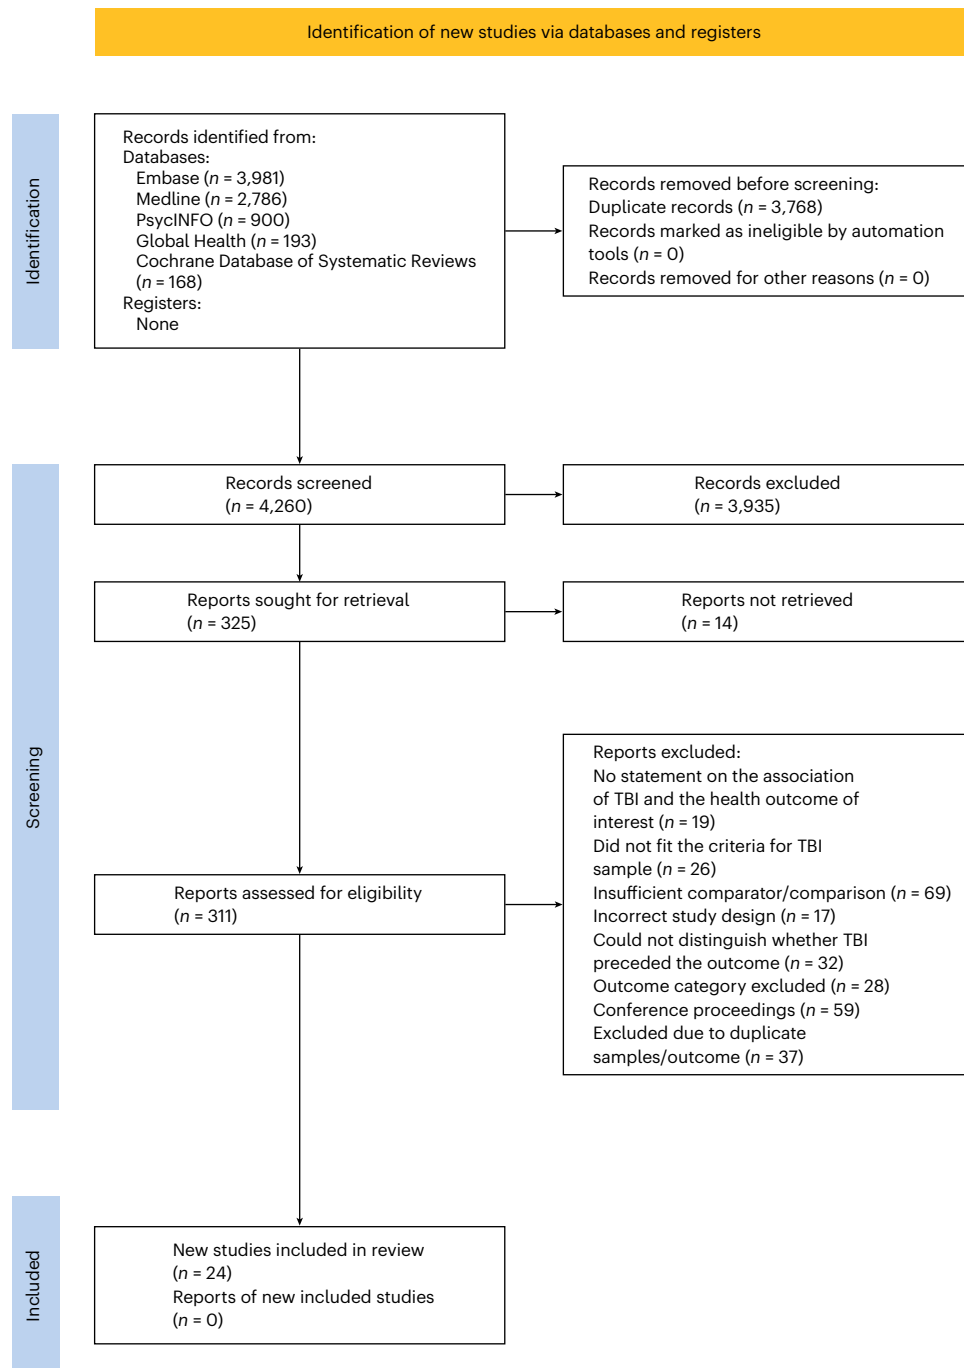 Identification of new studies via databases and registers
Identification
Records identified from:
Databases:
Embase (n = 3,981)
Medline (n = 2,786)
PsycINFO (n = 900)
Global Health (n = 193)
Cochrane Database of Systematic Reviews
(n = 168)
Registers:
None
Records removed before screening:
Duplicate records (n = 3,768)
Records marked as ineligible by automation
tools (n = 0)
Records removed for other reasons (n = 0)
Screening
Records screened
(n = 4,260)
Records excluded
(n = 3,935)
Reports sought for retrieval
(n = 325)
Reports not retrieved
(n = 14)
Reports assessed for eligibility
(n = 311)
Reports excluded:
No statement on the association
of TBI and the health outcome of
interest (n = 19)
Did not fit the criteria for TBI
sample (n = 26)
Insufficient comparator/comparison (n = 69)
Incorrect study design (n = 17)
Could not distinguish whether TBI
preceded the outcome (n = 32)
Outcome category excluded (n = 28)
Conference proceedings (n = 59)
Excluded due to duplicate
samples/outcome (n = 37)
Included
New studies included in review
(n = 24)
Reports of new included studies
(n = 0)